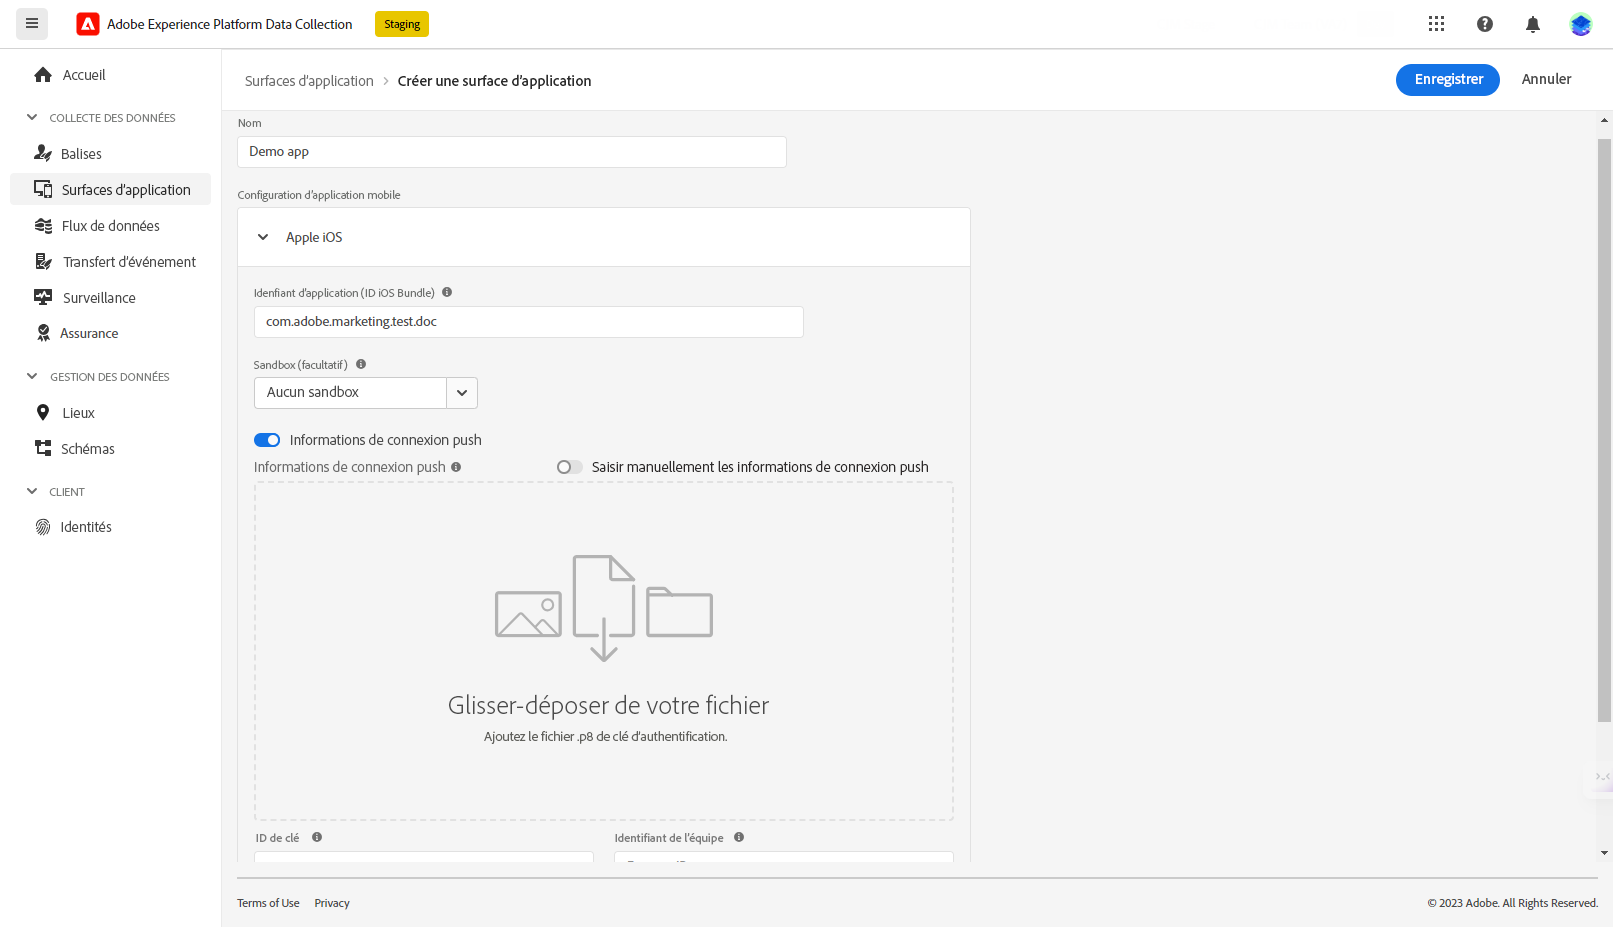 Adobe Experience Platform Data Collection
Staging
Accueil
COLLECTE DES DONNÉES
Balises
Surfaces d'application
Flux de données
Transfert d'événement
Surveillance
Assurance
GESTION DES DONNÉES
Lieux
Schémas
CLIENT
Identités
Surfaces d'application > Créer une surface d'application
Enregistrer
Annuler
Nom
Demo app
Configuration d'application mobile
Apple iOS
Idenfiant d'application (ID iOS Bundle)
com.adobe.marketing.test.doc
Sandbox (facultatif)
Aucun sandbox
Informations de connexion push
Informations de connexion push
Saisir manuellement les informations de connexion push
Glisser-déposer de votre fichier
Ajoutez le fichier .p8 de clé d'authentification.
ID de clé
Identifiant de l'équipe
Terms of Use
Privacy
© 2023 Adobe. All Rights Reserved.